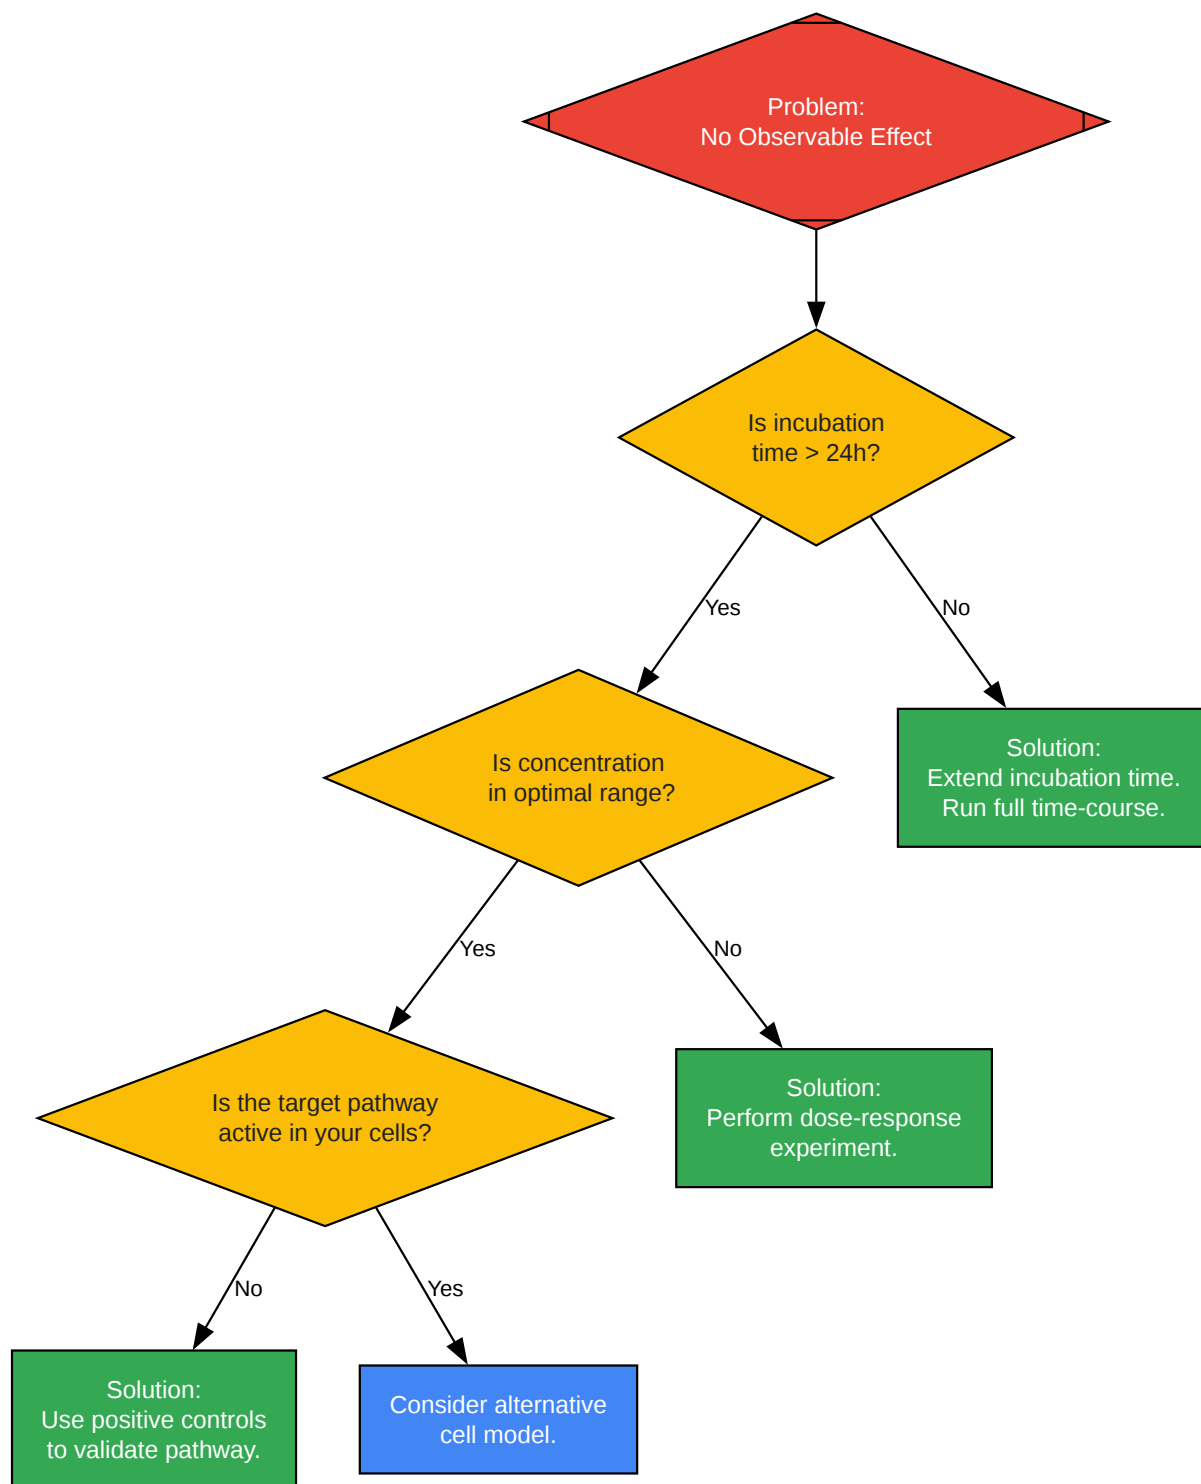 Problem:
No Observable Effect
Is incubation
time > 24h?
Yes
No
Is concentration
in optimal range?
Solution:
Extend incubation time.
Run full time-course.
Yes
No
Is the target pathway
active in your cells?
Solution:
Perform dose-response
experiment.
No
Yes
Solution:
Use positive controls
to validate pathway.
Consider alternative
cell model.